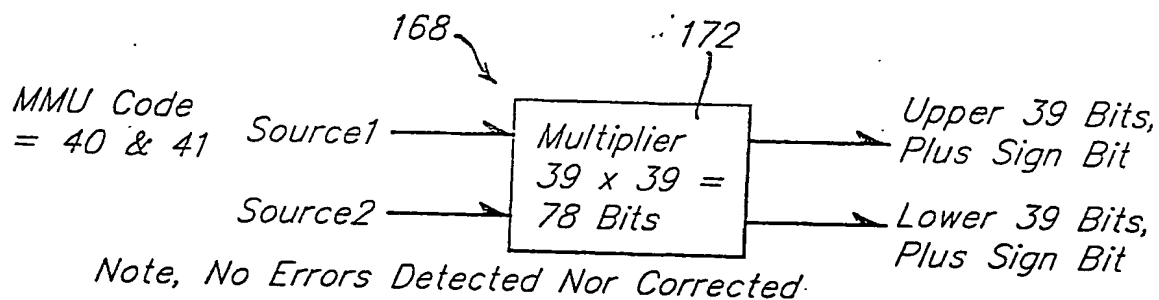 168
172
MMU Code
= 40 & 41
Source1
Source2
Multiplier
39 x 39 =
78 Bits
Upper 39 Bits,
Plus Sign Bit
Lower 39 Bits,
Plus Sign Bit
Note, No Errors Detected Nor Corrected